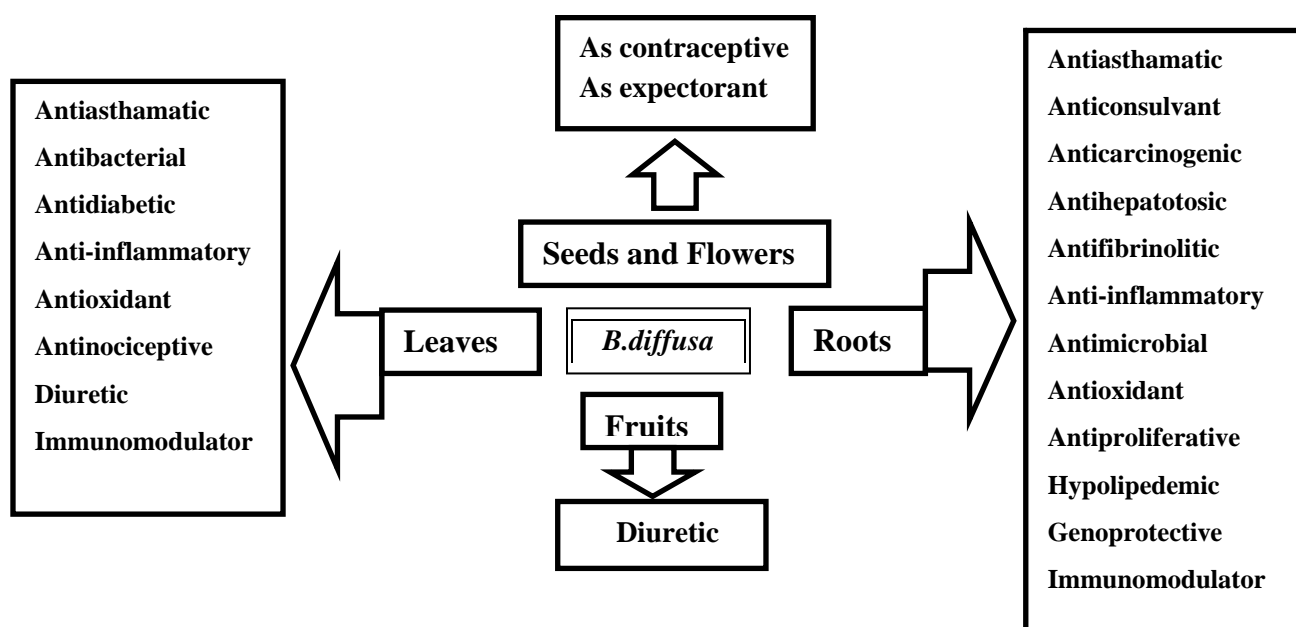 As contraceptive
As expectorant
Antiasthamatic
Antibacterial
Antidiabetic
Anti-inflammatory
Antioxidant
Antinociceptive
Diuretic
Immunomodulator
Seeds and Flowers
Leaves
B.diffusa
Roots
Fruits
Diuretic
Antiasthamatic
Anticonsulvant
Anticarcinogenic
Antihepatotosic
Antifibrinolitic
Anti-inflammatory
Antimicrobial
Antioxidant
Antiproliferative
Hypolipedemic
Genoprotective
Immunomodulator